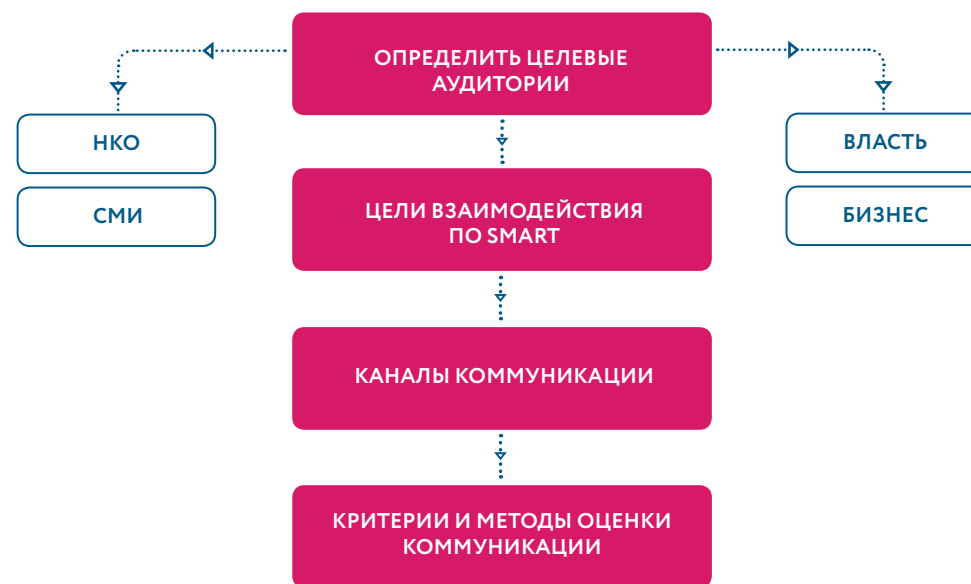 ОПРЕДЕЛИТЬ ЦЕЛЕВЫЕ
АУДИТОРИИ
НКО
СМИ
ВЛАСТЬ
БИЗНЕС
ЦЕЛИ ВЗАИМОДЕЙСТВИЯ
ПО SMART
КАНАЛЫ КОММУНИКАЦИИ
КРИТЕРИИ И МЕТОДЫ ОЦЕНКИ
КОММУНИКАЦИИ